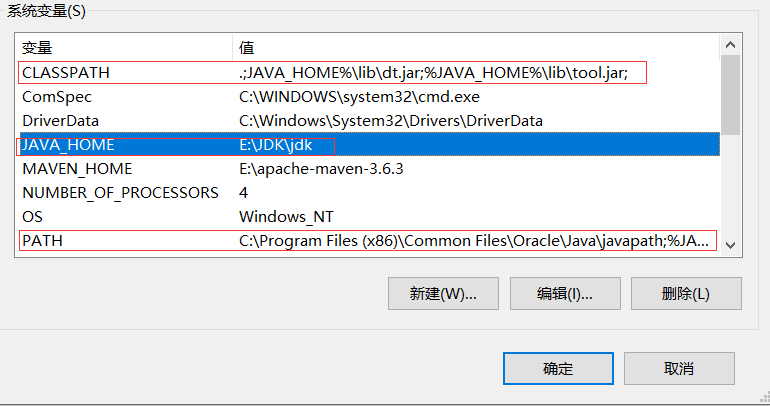 系统变量(S)
变量 值
CLASSPATH .;JAVA_HOME%\lib\dt.jar;%JAVA_HOME%\lib\tool.jar;
ComSpec C:\WINDOWS\system32\cmd.exe
DriverData C:\Windows\System32\Drivers\DriverData
JAVA_HOME E:\JDK\jdk
MAVEN_HOME E:\apache-maven-3.6.3
NUMBER_OF_PROCESSORS 4
OS Windows_NT
PATH C:\Program Files (x86)\Common Files\Oracle\Java\javapath;%JA...
新建(W)... 编辑(I)... 删除(L)
确定 取消